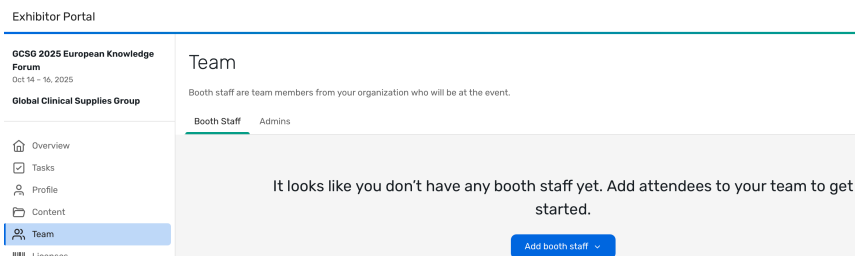 Exhibitor Portal
GCSG 2025 European Knowledge
Forum
Oct 14 – 16, 2025
Global Clinical Supplies Group
Overview
Tasks
Profile
Content
Team
Licenses
Team
Booth staff are team members from your organization who will be at the event.
Booth Staff
Admins
It looks like you don't have any booth staff yet. Add attendees to your team to get
started.
Add booth staff